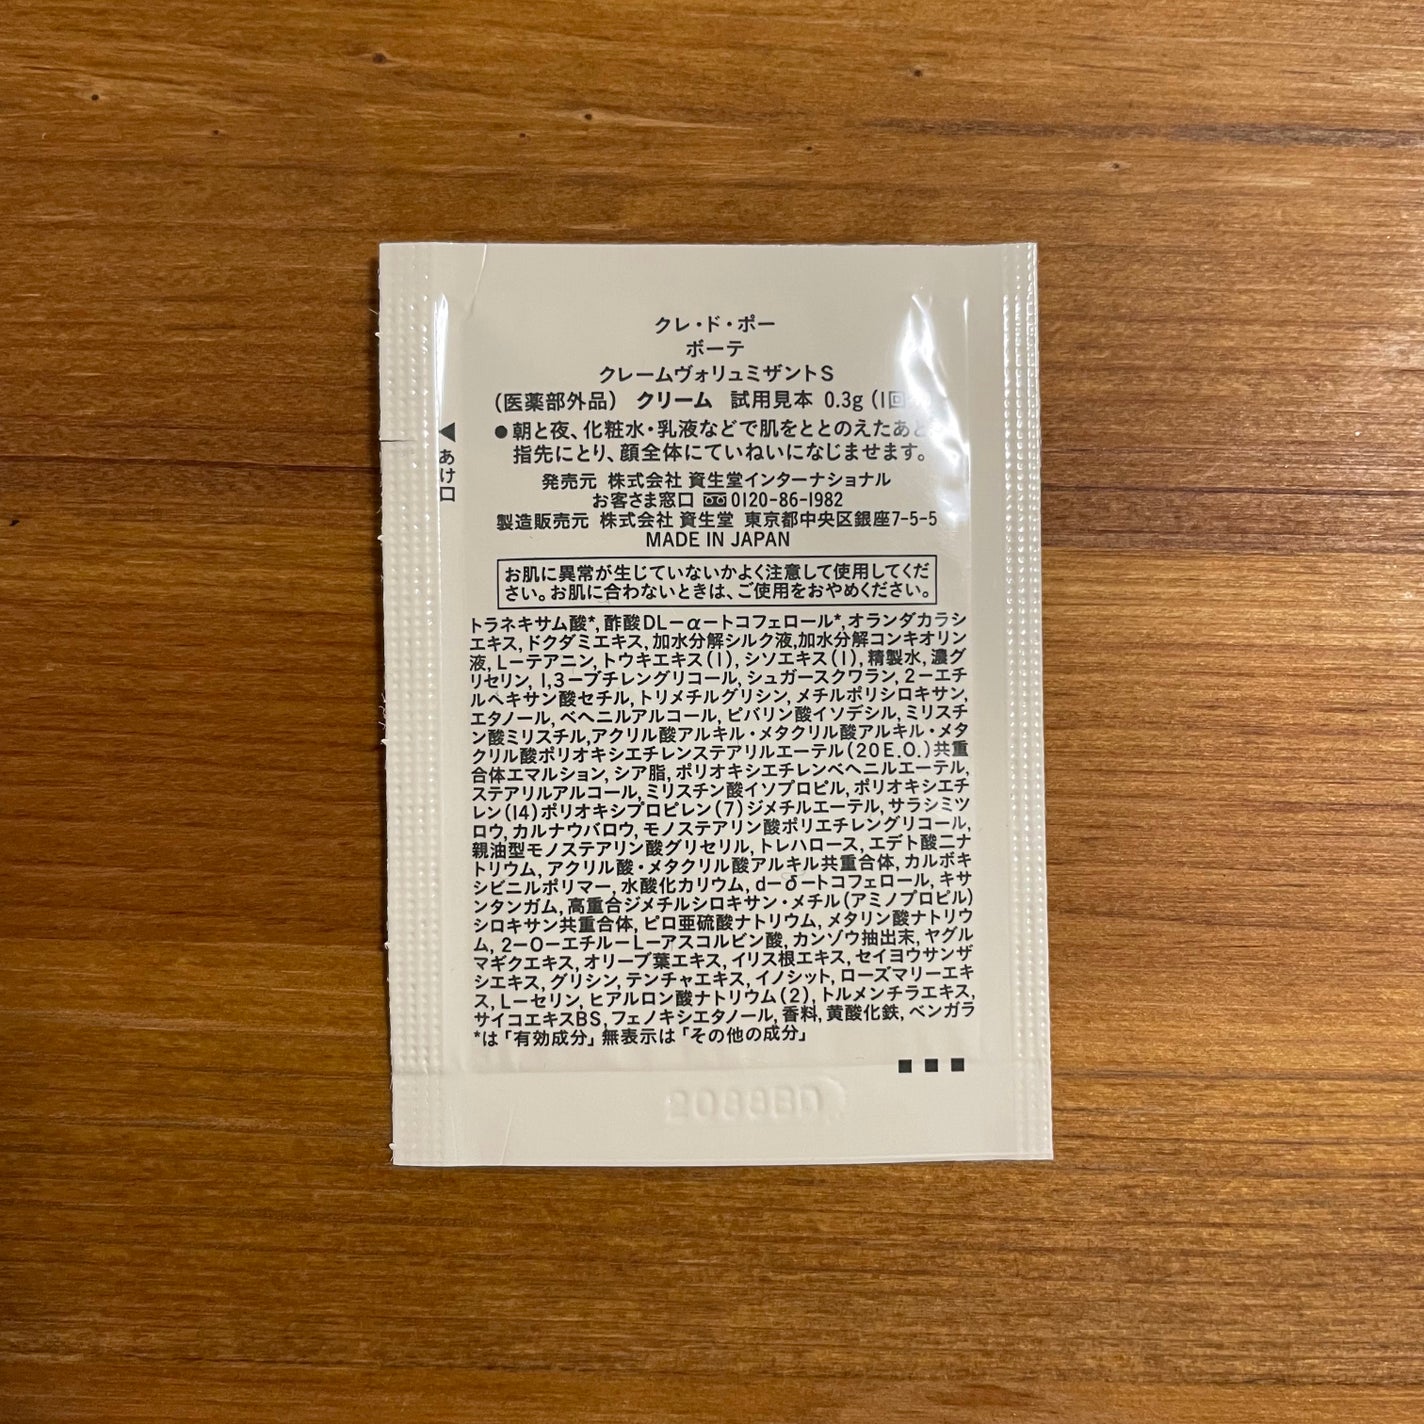 クレ・ド・ポー
ボーテ
クレームヴォリュミザントS
(医薬部外品) クリーム 試用見本 0.3g (1回
●朝と夜、化粧水・乳液などで肌をととのえたあと、
指先にとり、顔全体にていねいになじませます。
◀あけ口
発売元 株式会社 資生堂インターナショナル
お客さま窓口 0120-86-1982
製造販売元 株式会社 資生堂 東京都中央区銀座7-5-5
MADE IN JAPAN
お肌に異常が生じていないかよく注意して使用してくだ
さい。お肌に合わないときは、ご使用をおやめください。
トラネキサム酸*, 酢酸DL-α-トコフェロール*, オランダカラシ
エキス, ドクダミエキス, 加水分解シルク液, 加水分解コンキオリン
液, L-テアニン, トウキエキス(1), シソエキス(1), 精製水, 濃グ
リセリン, 1,3-ブチレングリコール, シュガースクワラン, 2-エチ
ルヘキサン酸セチル, トリメチルグリシン, メチルポリシロキサン,
エタノール, ベヘニルアルコール, ピバリン酸イソデシル, ミリスチ
ン酸ミリスチル, アクリル酸アルキル・メタクリル酸アルキル・メタ
クリル酸ポリオキシエチレンステアリルエーテル(20E.O.)共重
合体エマルション, シア脂, ポリオキシエチレンベヘニルエーテル,
ステアリルアルコール, ミリスチン酸イソプロピル, ポリオキシエチ
レン(14)ポリオキシプロピレン(7)ジメチルエーテル, サラシミツ
ロウ, カルナウバロウ, モノステアリン酸ポリエチレングリコール,
親油型モノステアリン酸グリセリル, トレハロース, エデト酸二ナ
トリウム, アクリル酸・メタクリル酸アルキル共重合体, カルボキ
シビニルポリマー, 水酸化カリウム, d-δ-トコフェロール, キサ
ンタンガム, 高重合ジメチルシロキサン・メチル(アミノプロピル)
シロキサン共重合体, ピロ亜硫酸ナトリウム, メタリン酸ナトリウ
ム, 2-O-エチル-L-アスコルビン酸, カンゾウ抽出末, ヤグル
マギクエキス, オリーブ葉エキス, イリス根エキス, セイヨウサンザ
シエキス, グリシン, テンチャエキス, イノシット, ローズマリーエキ
ス, L-セリン, ヒアルロン酸ナトリウム(2), トルメンチラエキス,
サイコエキスBS, フェノキシエタノール, 香料, 黄酸化鉄, ベンガラ
*は「有効成分」無表示は「その他の成分」